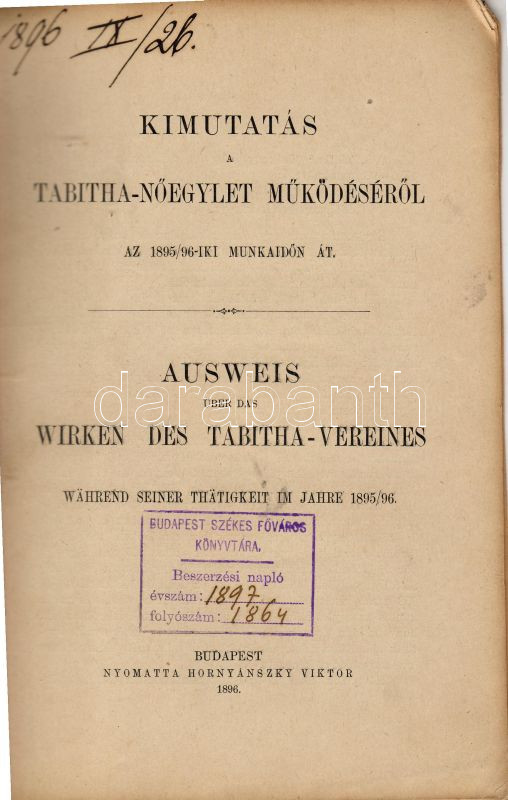 1896 IX/26.
KIMUTATÁS
A
TABITHA-NŐEGYLET MŰKÖDÉSÉRŐL
AZ 1895/96-IKI MUNKAIDŐN ÁT.
AUSWEIS
ÜBER DAS
darabanth
WIRKEN DES TABITHA-VEREINES
WÄHREND SEINER THÄTIGKEIT IM JAHRE 1895/96.
BUDAPEST SZÉKES FŐVÁROS
KÖNYVTÁRA.
Beszerzési napló
évszám: 1897
folyószám: 1864
BUDAPEST
NYOMATTA HORNYÁNSZKY VIKTOR
1896.